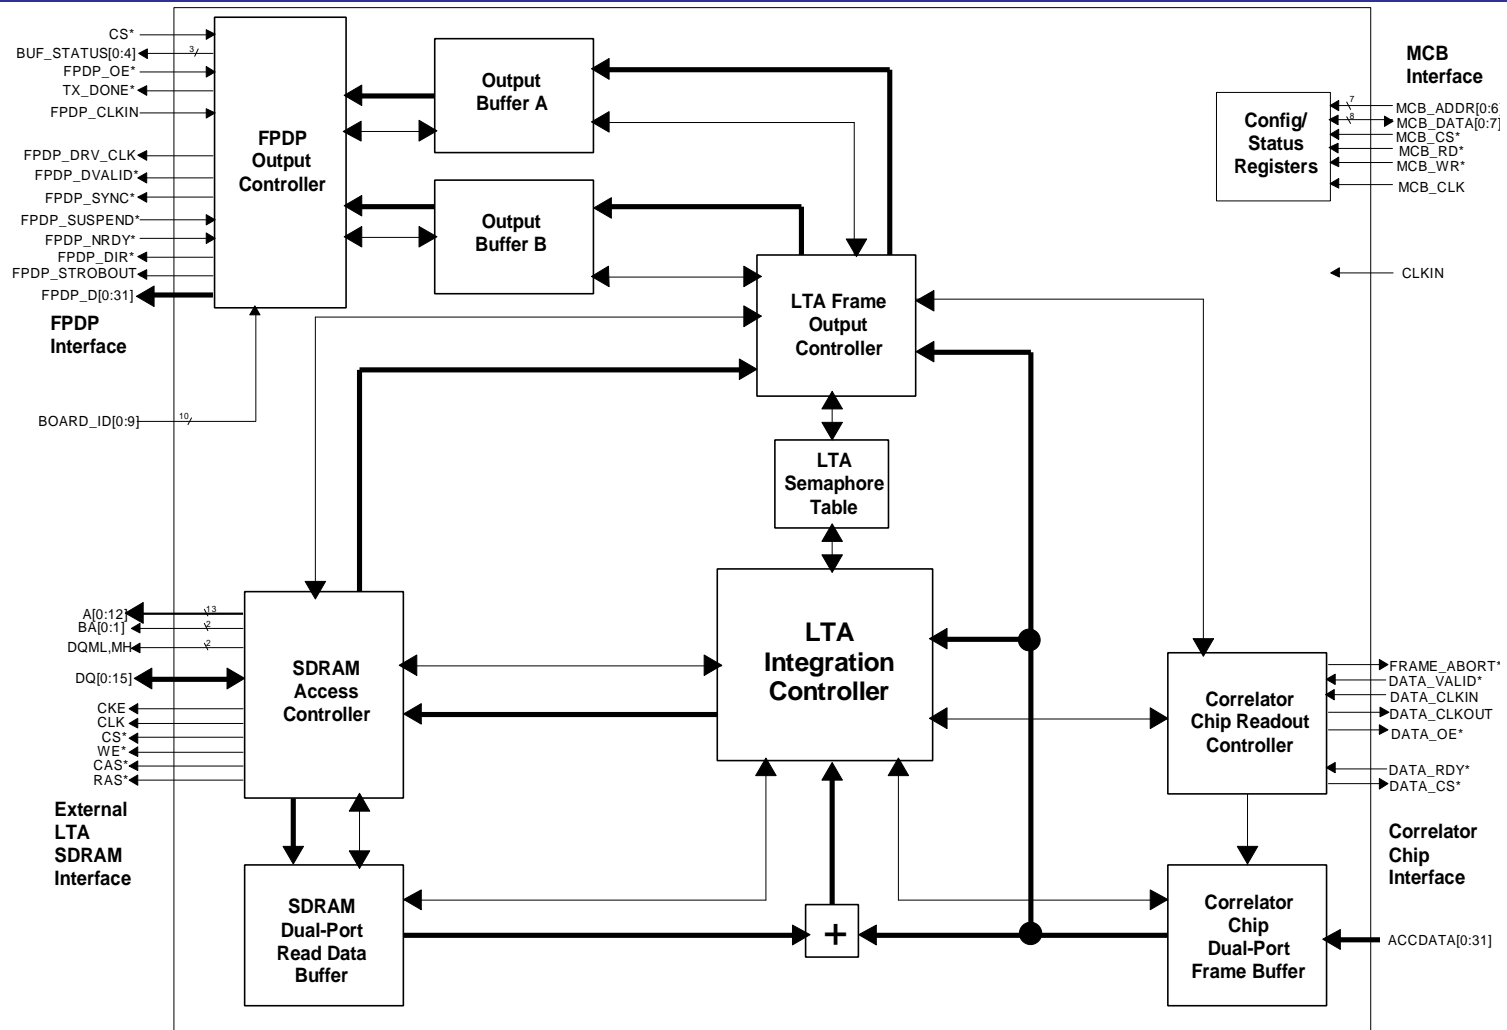 CS*
BUF_STATUS[0:4]
3
FPDP_OE*
TX_DONE*
FPDP_CLKIN
FPDP_DRV_CLK
FPDP_DVALID*
FPDP_SYNC*
FPDP_SUSPEND*
FPDP_NRDY*
FPDP_DIR*
FPDP_STROBOUT
FPDP_D[0:31]
FPDP
Interface
BOARD_ID[0:9]
10
FPDP
Output
Controller
Output
Buffer A
Output
Buffer B
LTA Frame
Output
Controller
LTA
Semaphore
Table
LTA
Integration
Controller
MCB
Interface
Config/
Status
Registers
7
MCB_ADDR[0:6]
8
MCB_DATA[0:7]
MCB_CS*
MCB_RD*
MCB_WR*
MCB_CLK
CLKIN
A[0:12]
13
BA[0:1]
2
DQML,MH
2
DQ[0:15]
CKE
CLK
CS*
WE*
CAS*
RAS*
External
LTA
SDRAM
Interface
SDRAM
Access
Controller
SDRAM
Dual-Port
Read Data
Buffer
+
Correlator
Chip Readout
Controller
FRAME_ABORT*
DATA_VALID*
DATA_CLKIN
DATA_CLKOUT
DATA_OE*
DATA_RDY*
DATA_CS*
Correlator
Chip
Interface
Correlator
Chip
Dual-Port
Frame Buffer
ACCDATA[0:31]